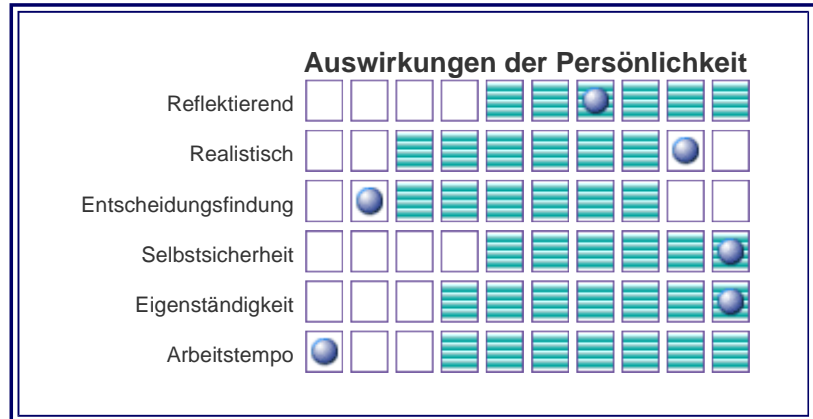 Auswirkungen der Persönlichkeit
Reflektierend
Realistisch
Entscheidungsfindung
Selbstsicherheit
Eigenständigkeit
Arbeitstempo